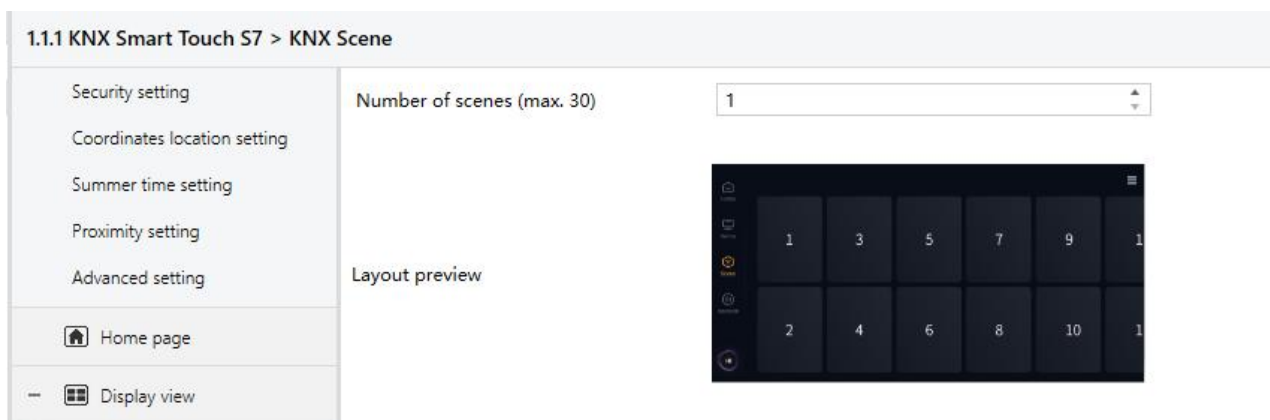 1.1.1 KNX Smart Touch S7 > KNX Scene
Security setting
Coordinates location setting
Summer time setting
Proximity setting
Advanced setting
Home page
Display view
Number of scenes (max. 30)
1
Layout preview
1 3 5 7 9 1
2 4 6 8 10 1